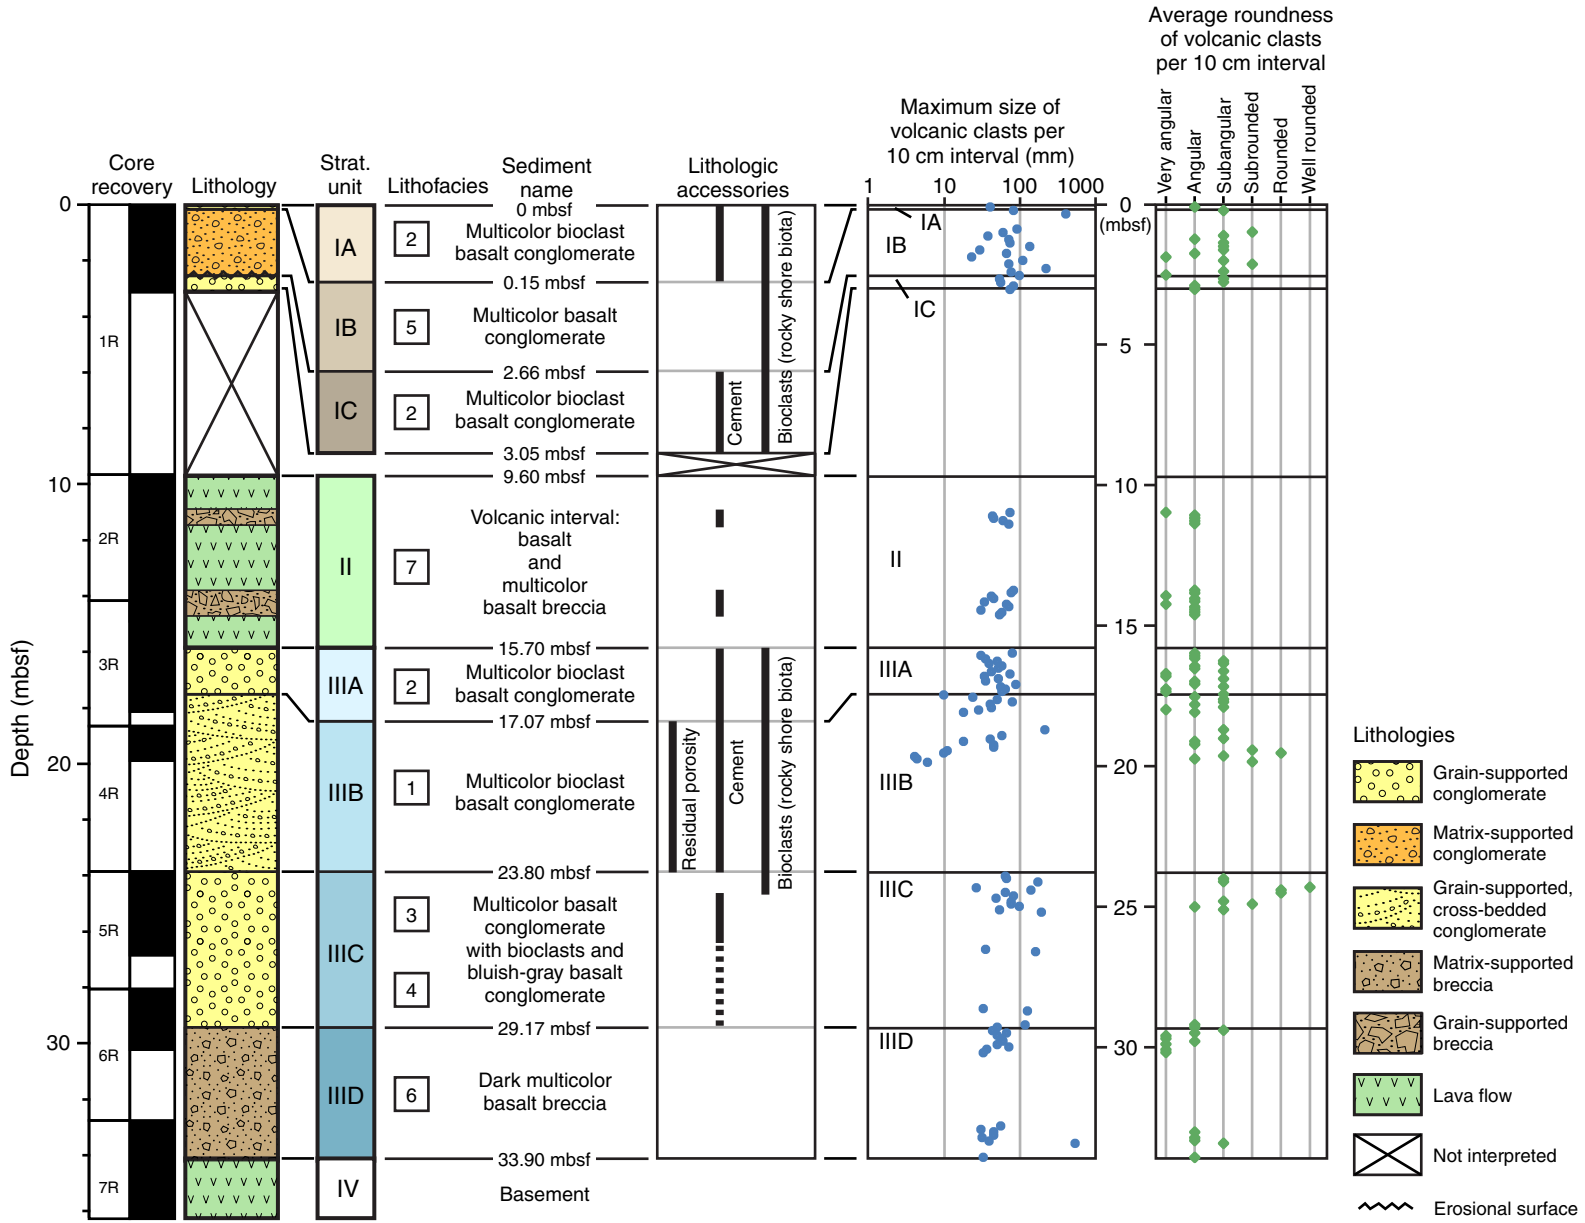 Average roundness
of volcanic clasts
per 10 cm interval
Maximum size of
volcanic clasts per
10 cm interval (mm)
Core
recovery
Lithology
Strat.
unit
Lithofacies
Sediment
name
Lithologic
accessories
1 10 100 1000
Very angular
Angular
Subangular
Subrounded
Rounded
Well rounded
Depth (mbsf)
0
10
20
30
1R
2R
3R
4R
5R
6R
7R
IA
IB
IC
II
IIIA
IIIB
IIIC
IIID
IV
0 mbsf
2
Multicolor bioclast
basalt conglomerate
0.15 mbsf
5
Multicolor basalt
conglomerate
2.66 mbsf
2
Multicolor bioclast
basalt conglomerate
3.05 mbsf
9.60 mbsf
7
Volcanic interval:
basalt
and
multicolor
basalt breccia
15.70 mbsf
2
Multicolor bioclast
basalt conglomerate
17.07 mbsf
1
Multicolor bioclast
basalt conglomerate
23.80 mbsf
3
4
Multicolor basalt
conglomerate
with bioclasts and
bluish-gray basalt
conglomerate
29.17 mbsf
6
Dark multicolor
basalt breccia
33.90 mbsf
Basement
Cement
Bioclasts (rocky shore biota)
Residual porosity
Cement
Bioclasts (rocky shore biota)
IA
IB
IC
II
IIIA
IIIB
IIIC
IIID
0
(mbsf)
5
10
15
20
25
30
Lithologies
Grain-supported
conglomerate
Matrix-supported
conglomerate
Grain-supported,
cross-bedded
conglomerate
Matrix-supported
breccia
Grain-supported
breccia
Lava flow
Not interpreted
Erosional surface